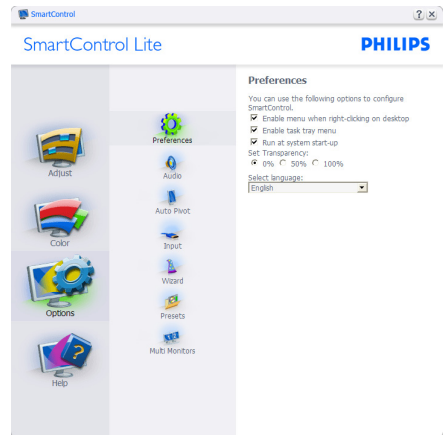 SmartControl
SmartControl Lite
PHILIPS
Adjust
Color
Options
Help
Preferences
Audio
Auto Pivot
Input
Wizard
Presets
Multi Monitors
Preferences
You can use the following options to configure
SmartControl.
Enable menu when right-clicking on desktop
Enable task tray menu
Run at system start-up
Set Transparency:
0% 50% 100%
Select language:
English